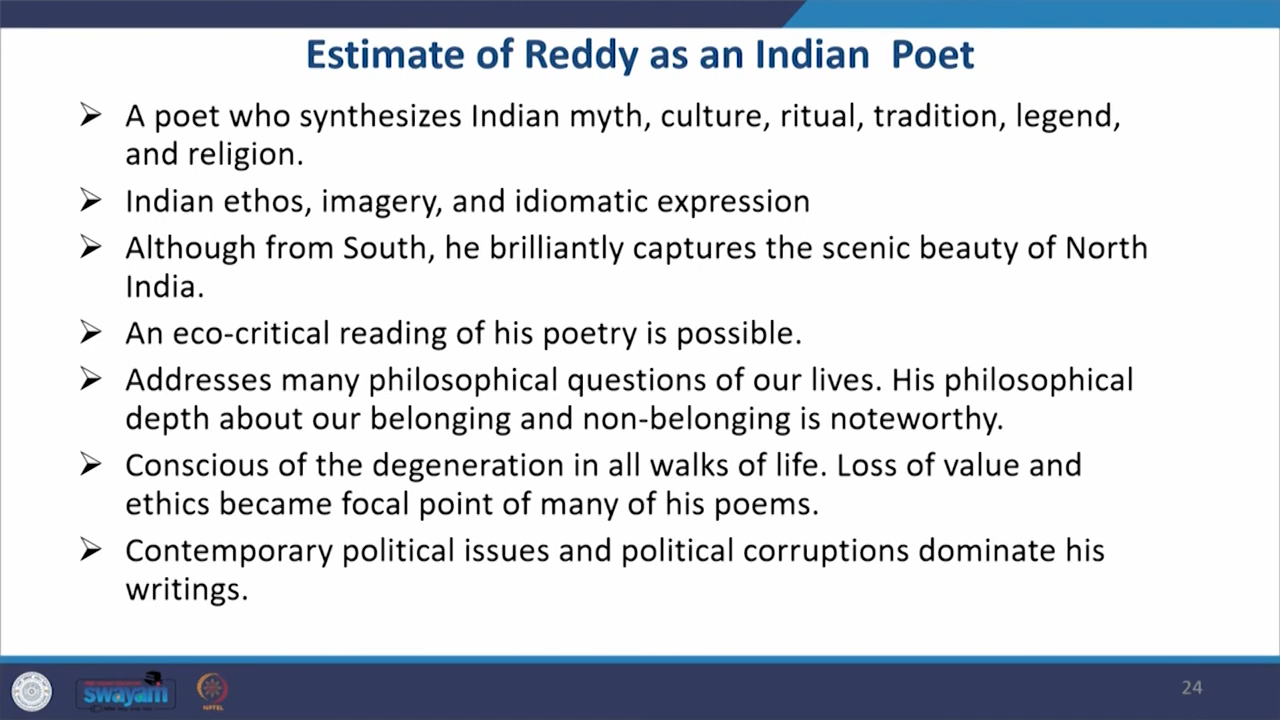 Estimate of Reddy as an Indian Poet
➢ A poet who synthesizes Indian myth, culture, ritual, tradition, legend,
and religion.
➢ Indian ethos, imagery, and idiomatic expression
➢ Although from South, he brilliantly captures the scenic beauty of North
India.
➢ An eco-critical reading of his poetry is possible.
➢ Addresses many philosophical questions of our lives. His philosophical
depth about our belonging and non-belonging is noteworthy.
➢ Conscious of the degeneration in all walks of life. Loss of value and
ethics became focal point of many of his poems.
➢ Contemporary political issues and political corruptions dominate his
writings.
swayam
NPTEL
24